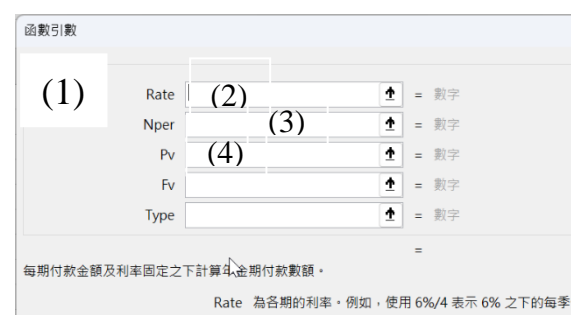 函數引數
(1)
Rate (2) = 數字
Nper (3) = 數字
Pv (4) = 數字
Fv = 數字
Type = 數字
=
每期付款金額及利率固定之下計算年金期付款數額。
Rate 為各期的利率。例如，使用 6%/4 表示 6% 之下的每季